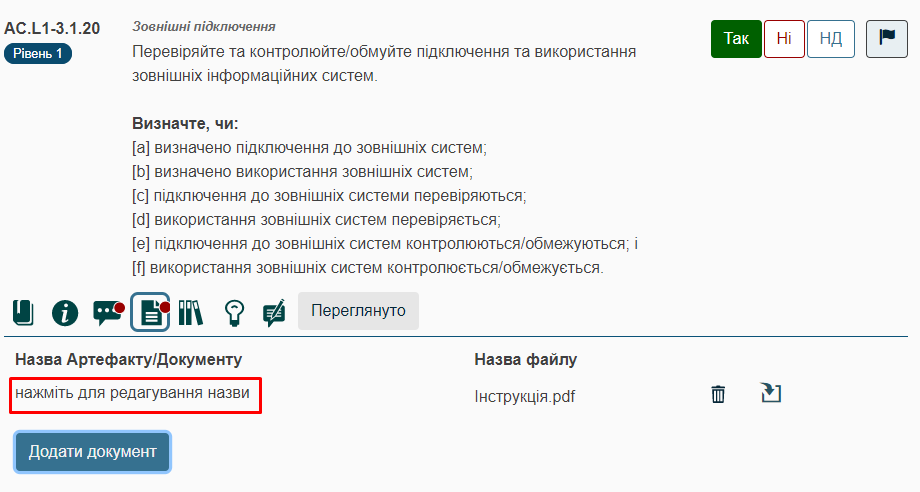 AC.L1-3.1.20
Рівень 1
Зовнішні підключення
Перевіряйте та контролюйте/обмуйте підключення та використання
зовнішніх інформаційних систем.
Так
Ні
НД
Визначте, чи:
[a] визначено підключення до зовнішніх систем;
[b] визначено використання зовнішніх систем;
[c] підключення до зовнішніх системи перевіряються;
[d] використання зовнішніх систем перевіряється;
[e] підключення до зовнішніх систем контролюються/обмежуються; і
[f] використання зовнішніх систем контролюється/обмежується.
Переглянуто
Назва Артефакту/Документу
Назва файлу
нажміть для редагування назви
Інструкція.pdf
Додати документ